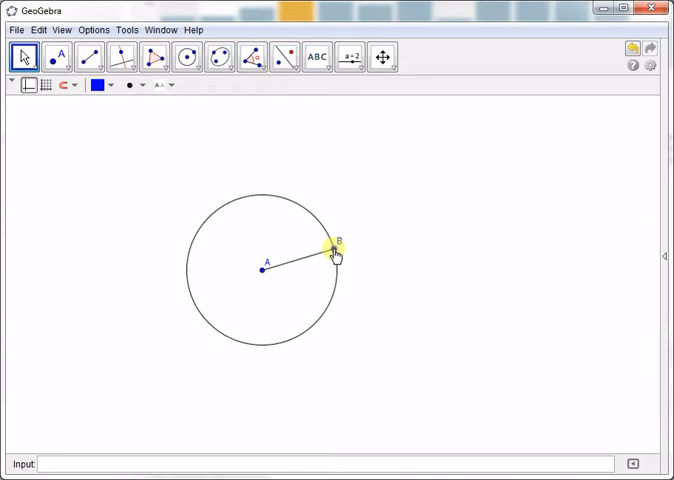 GeoGebra
File Edit View Options Tools Window Help
A
α
ABC
a=2
A A
B
A
Input: